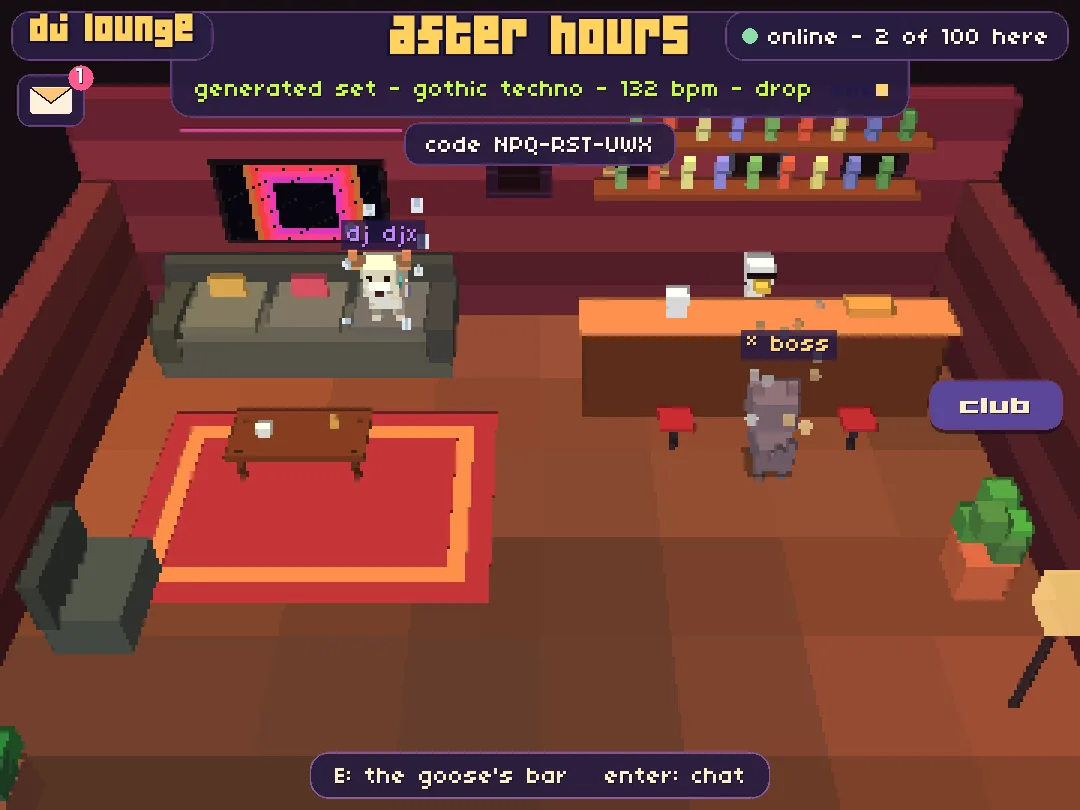 dj lounge
after hours
online - 2 of 100 here
1
generated set - gothic techno - 132 bpm - drop
code NPQ-RST-UWX
dj djx
x boss
club
E: the goose's bar enter: chat